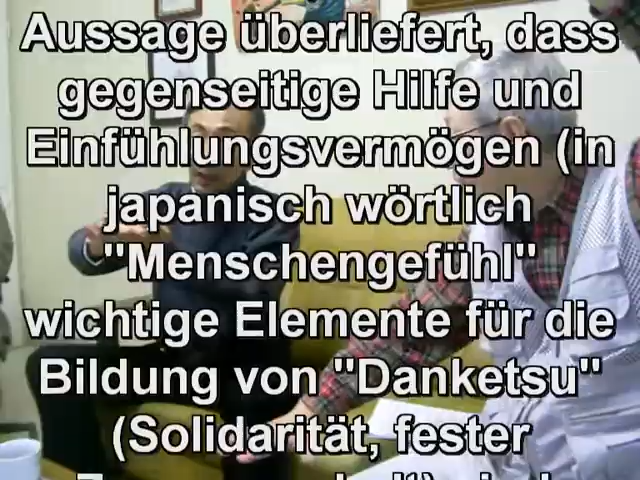 Aussage überliefert, dass
gegenseitige Hilfe und
Einfühlungsvermögen (in
japanisch wörtlich
"Menschengefühl"
wichtige Elemente für die
Bildung von "Danketsu"
(Solidarität, fester